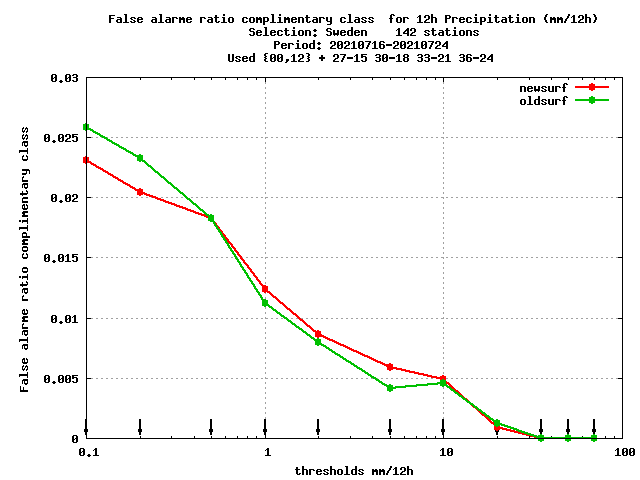 False alarme ratio complimentary class  for 12h Precipitation (mm/12h)
Selection: Sweden    142 stations
Period: 20210716-20210724
Used {00,12} + 27-15 30-18 33-21 36-24
newsurf
oldsurf
False alarme ratio complimentary class
0.03
0.025
0.02
0.015
0.01
0.005
0
0.1
1
10
100
thresholds mm/12h